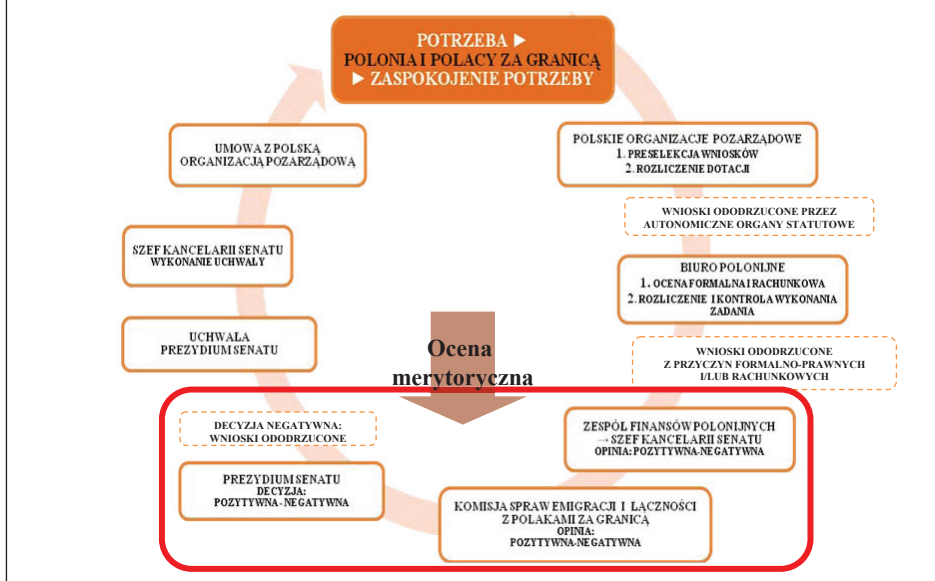 POTRZEBA ►
POLONIA I POLACY ZA GRANICĄ
► ZASPOKOJENIE POTRZEBY
POLSKIE ORGANIZACJE POZARZĄDOWE
1. PRESELEKCJA WNIOSKÓW
2. ROZLICZENIE DOTACJI
WNIOSKI ODODRZUCONE PRZEZ
AUTONOMICZNE ORGANY STATUTOWE
BIURO POLONIJNE
1. OCENA FORMALNA I RACHUNKOWA
2. ROZLICZENIE I KONTROLA WYKONANIA
ZADANIA
WNIOSKI ODODRZUCONE
Z PRZYCZYN FORMALNO-PRAWNYCH
I/LUB RACHUNKOWYCH
ZESPÓŁ FINANSÓW POLONIJNYCH
→ SZEF KANCELARII SENATU
OPINIA: POZYTYWNA-NEGATYWNA
KOMISJA SPRAW EMIGRACJI I ŁĄCZNOŚCI
Z POLAKAMI ZA GRANICĄ
OPINIA:
POZYTYWNA-NEGATYWNA
Ocena
merytoryczna
DECYZJA NEGATYWNA:
WNIOSKI ODODRZUCONE
PREZYDIUM SENATU
DECYZJA:
POZYTYWNA - NEGATYWNA
UCHWAŁA
PREZYDIUM SENATU
SZEF KANCELARII SENATU
WYKONANIE UCHWAŁY
UMOWA Z POLSKĄ
ORGANIZACJĄ POZARZĄDOWĄ